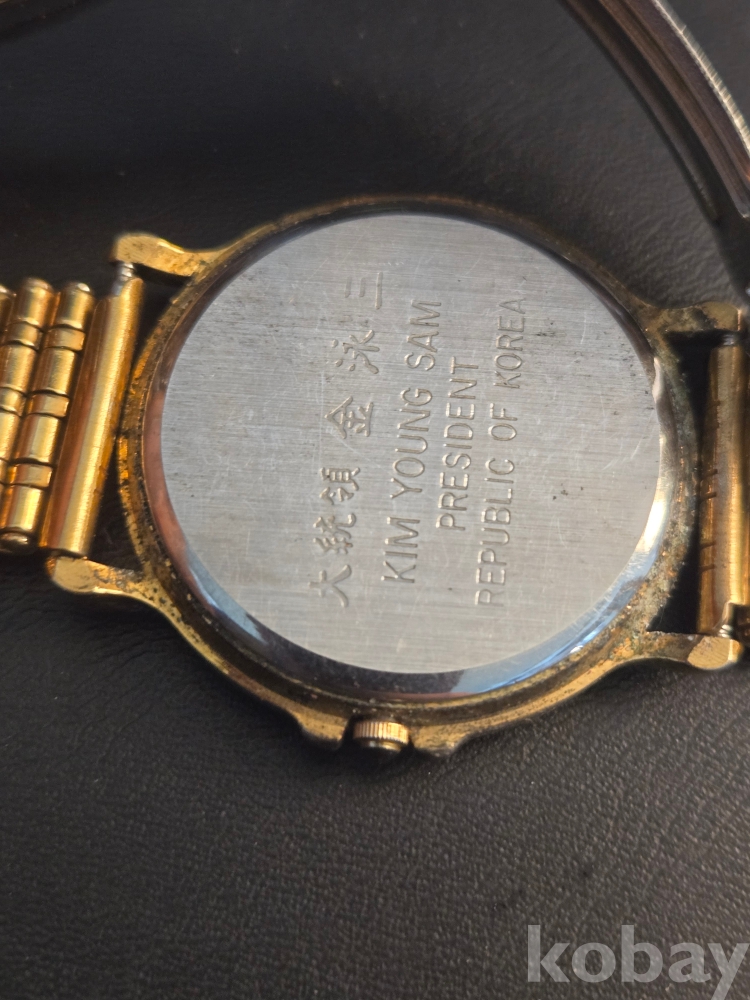 大統領 金泳三
KIM YOUNG SAM
PRESIDENT
REPUBLIC OF KOREA
kobay